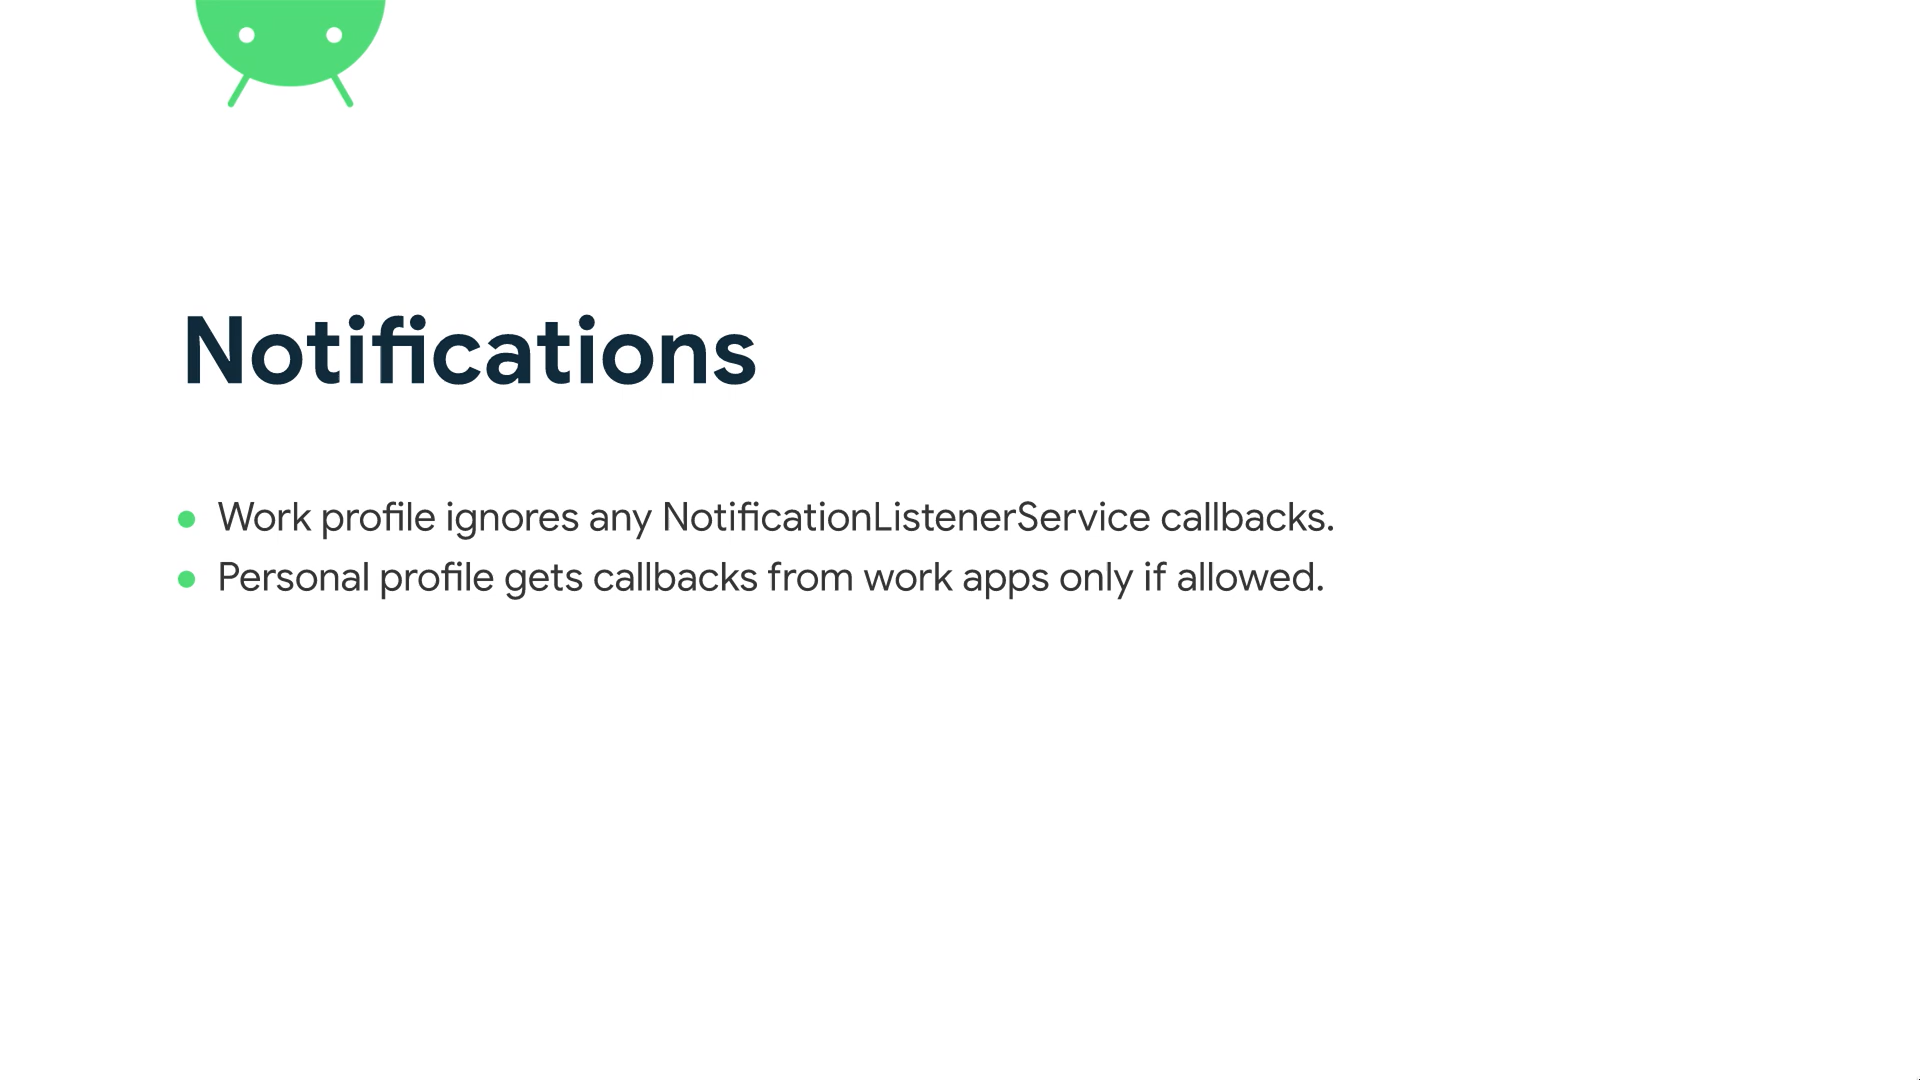 Notifications
Work profile ignores any NotificationListenerService callbacks.
Personal profile gets callbacks from work apps only if allowed.